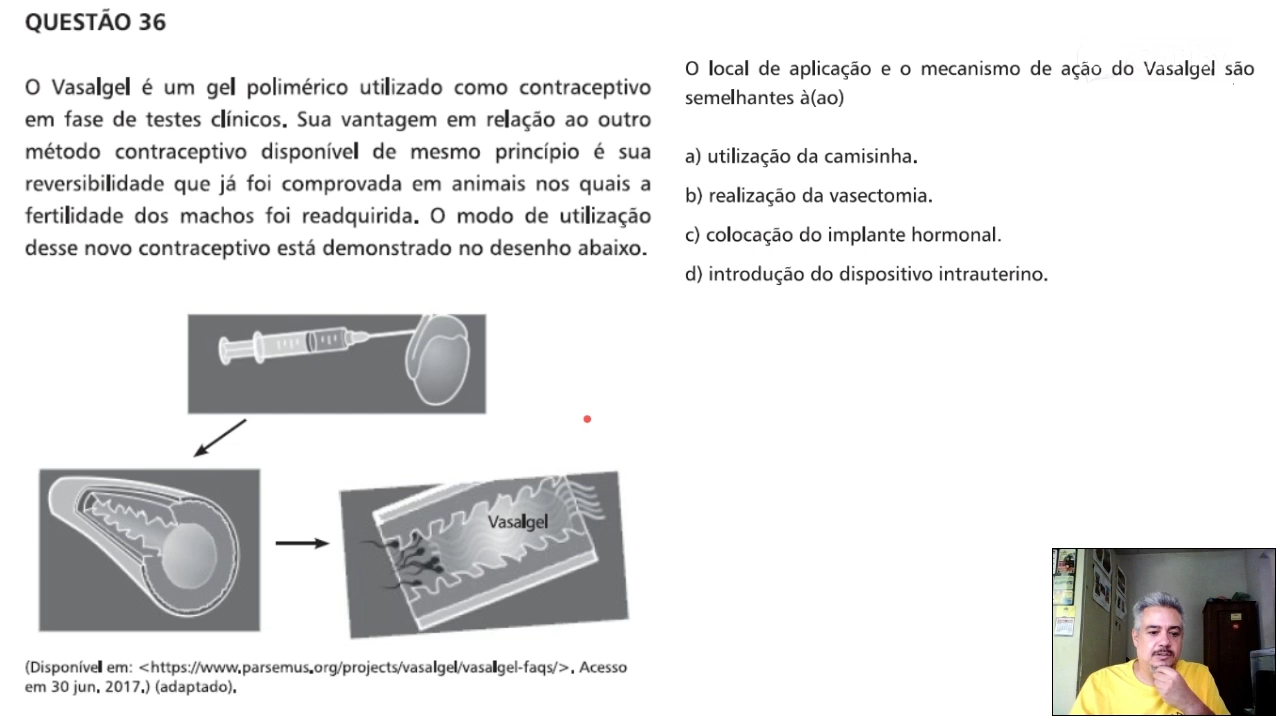 QUESTÃO 36
O Vasalgel é um gel polimérico utilizado como contraceptivo
em fase de testes clínicos. Sua vantagem em relação ao outro
método contraceptivo disponível de mesmo princípio é sua
reversibilidade que já foi comprovada em animais nos quais a
fertilidade dos machos foi readquirida. O modo de utilização
desse novo contraceptivo está demonstrado no desenho abaixo.
Vasalgel
(Disponível em: <https://www.parsemus.org/projects/vasalgel/vasalgel-faqs/>. Acesso
em 30 jun. 2017.) (adaptado).
O local de aplicação e o mecanismo de ação do Vasalgel são
semelhantes à(ao)
a) utilização da camisinha.
b) realização da vasectomia.
c) colocação do implante hormonal.
d) introdução do dispositivo intrauterino.